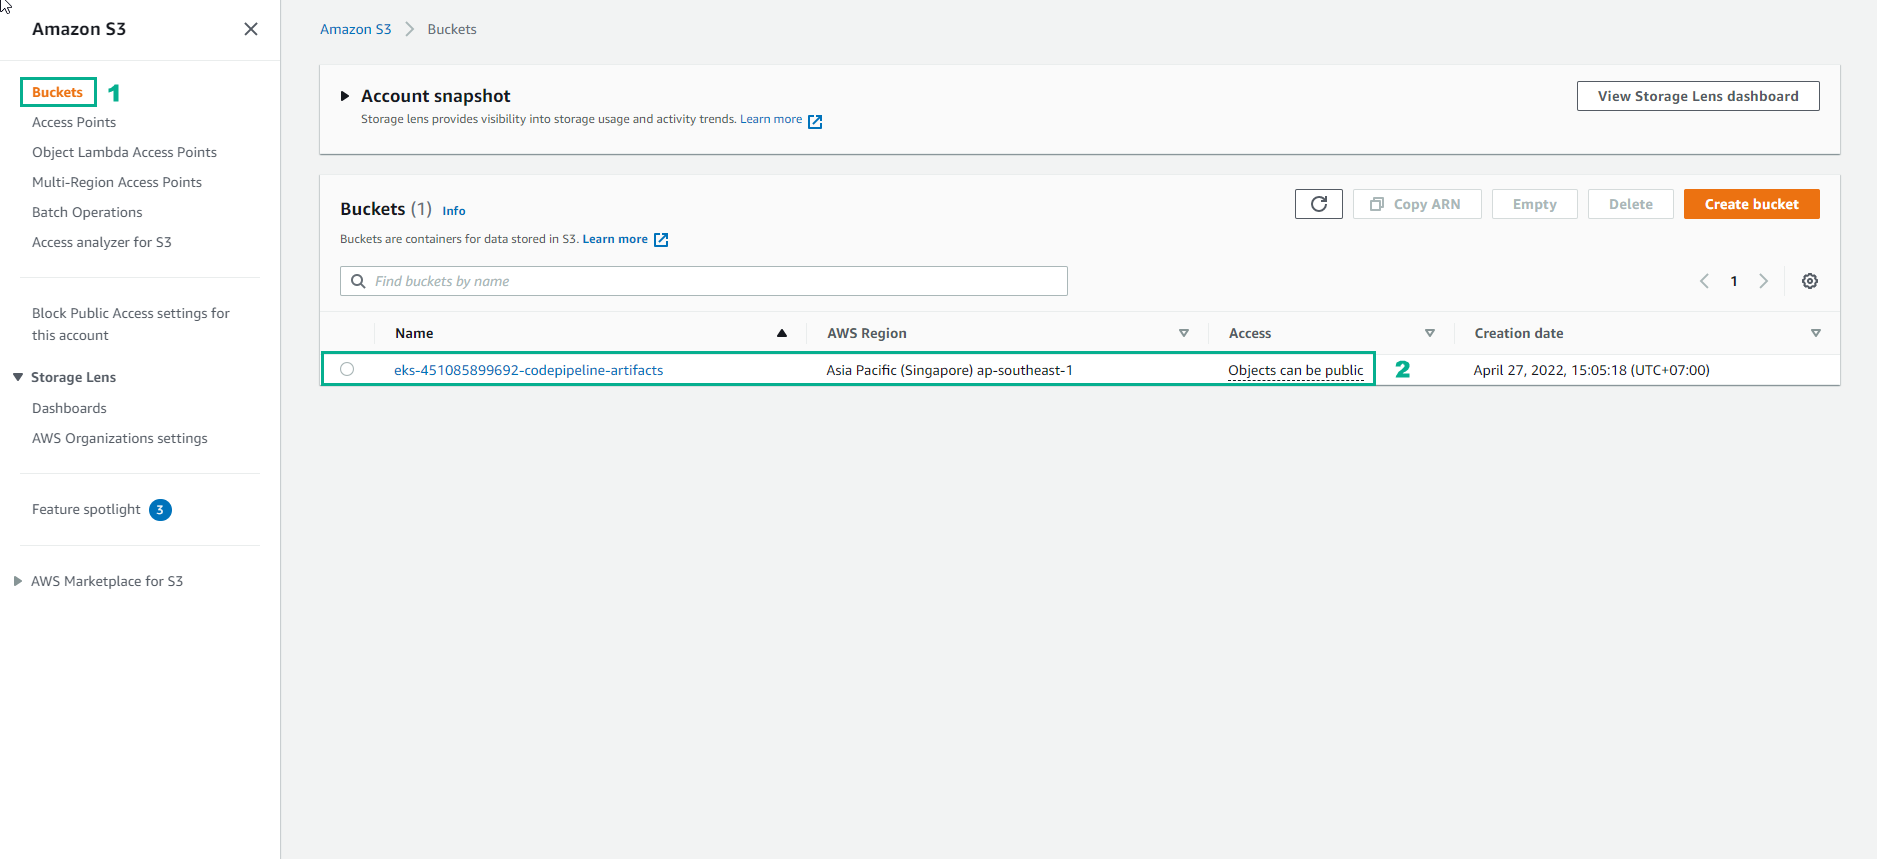 Amazon S3
Buckets 1
Access Points
Object Lambda Access Points
Multi-Region Access Points
Batch Operations
Access analyzer for S3
Block Public Access settings for
this account
Storage Lens
Dashboards
AWS Organizations settings
Feature spotlight 3
AWS Marketplace for S3
Amazon S3 Buckets
Account snapshot
Storage lens provides visibility into storage usage and activity trends. Learn more
View Storage Lens dashboard
Buckets (1) Info
Copy ARN Empty Delete Create bucket
Buckets are containers for data stored in S3. Learn more
Find buckets by name
1
Name AWS Region Access Creation date
eks-451085899692-codepipeline-artifacts Asia Pacific (Singapore) ap-southeast-1 Objects can be public 2 April 27, 2022, 15:05:18 (UTC+07:00)